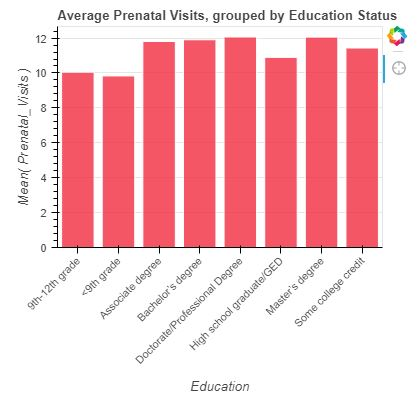 Average Prenatal Visits, grouped by Education Status
12
10
8
6
4
2
0
Mean( Prenatal_Visits )
9th-12th grade
<9th grade
Associate degree
Bachelor's degree
Doctorate/Professional Degree
High school graduate/GED
Master's degree
Some college credit
Education